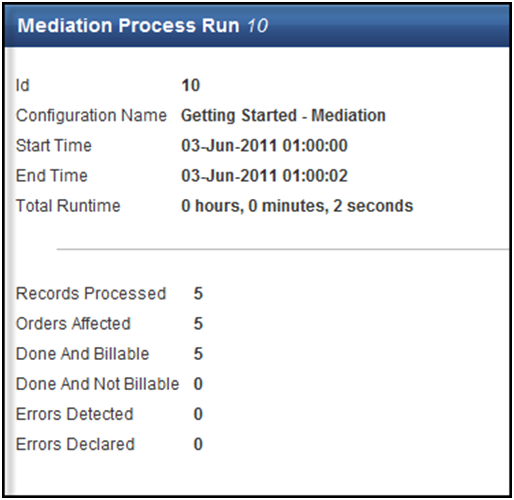 Mediation Process Run 10
Id 10
Configuration Name Getting Started - Mediation
Start Time 03-Jun-2011 01:00:00
End Time 03-Jun-2011 01:00:02
Total Runtime 0 hours, 0 minutes, 2 seconds
Records Processed 5
Orders Affected 5
Done And Billable 5
Done And Not Billable 0
Errors Detected 0
Errors Declared 0